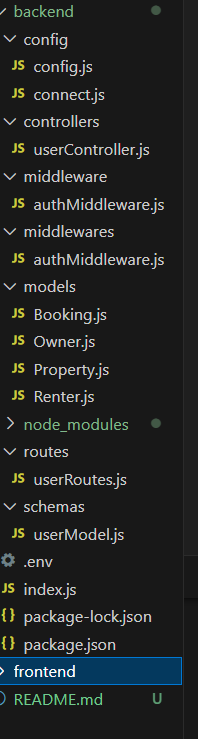 backend
config
JS config.js
JS connect.js
controllers
JS userController.js
middleware
JS authMiddleware.js
middlewares
JS authMiddleware.js
models
JS Booking.js
JS Owner.js
JS Property.js
JS Renter.js
node_modules
routes
JS userRoutes.js
schemas
JS userModel.js
.env
JS index.js
{} package-lock.json
{} package.json
frontend
README.md U